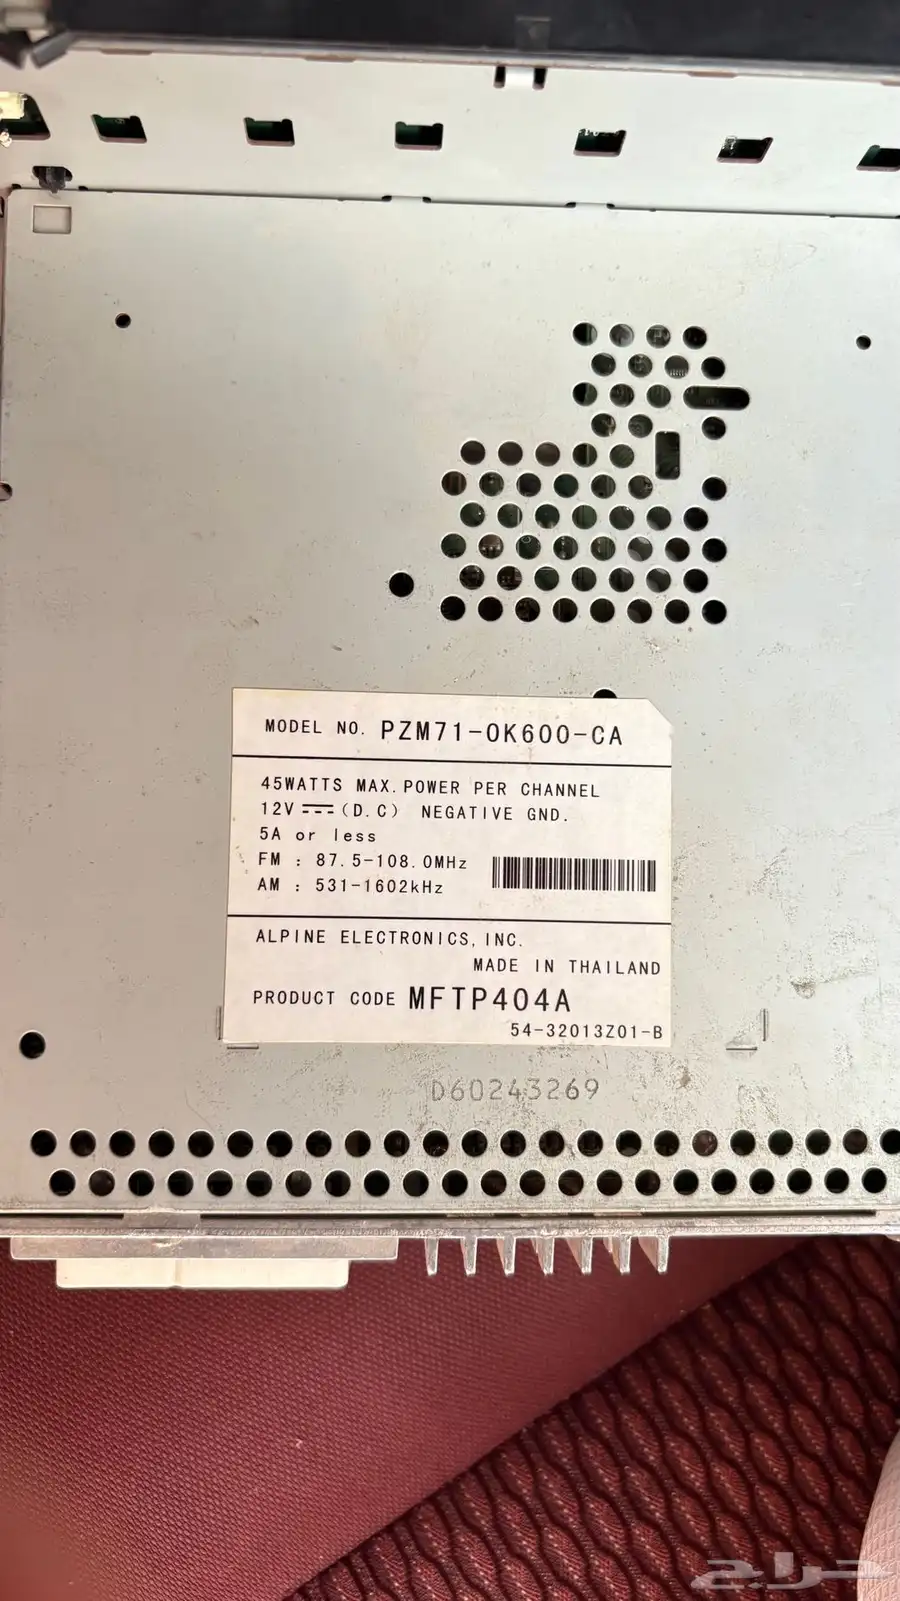 MODEL NO. PZM71-0K600-CA
45WATTS MAX. POWER PER CHANNEL
12V ⎓ (D.C) NEGATIVE GND.
5A or less
FM : 87.5-108.0MHz
AM : 531-1602kHz
ALPINE ELECTRONICS, INC.
MADE IN THAILAND
PRODUCT CODE MFTP404A
54-32013Z01-B
D60243269
حراج